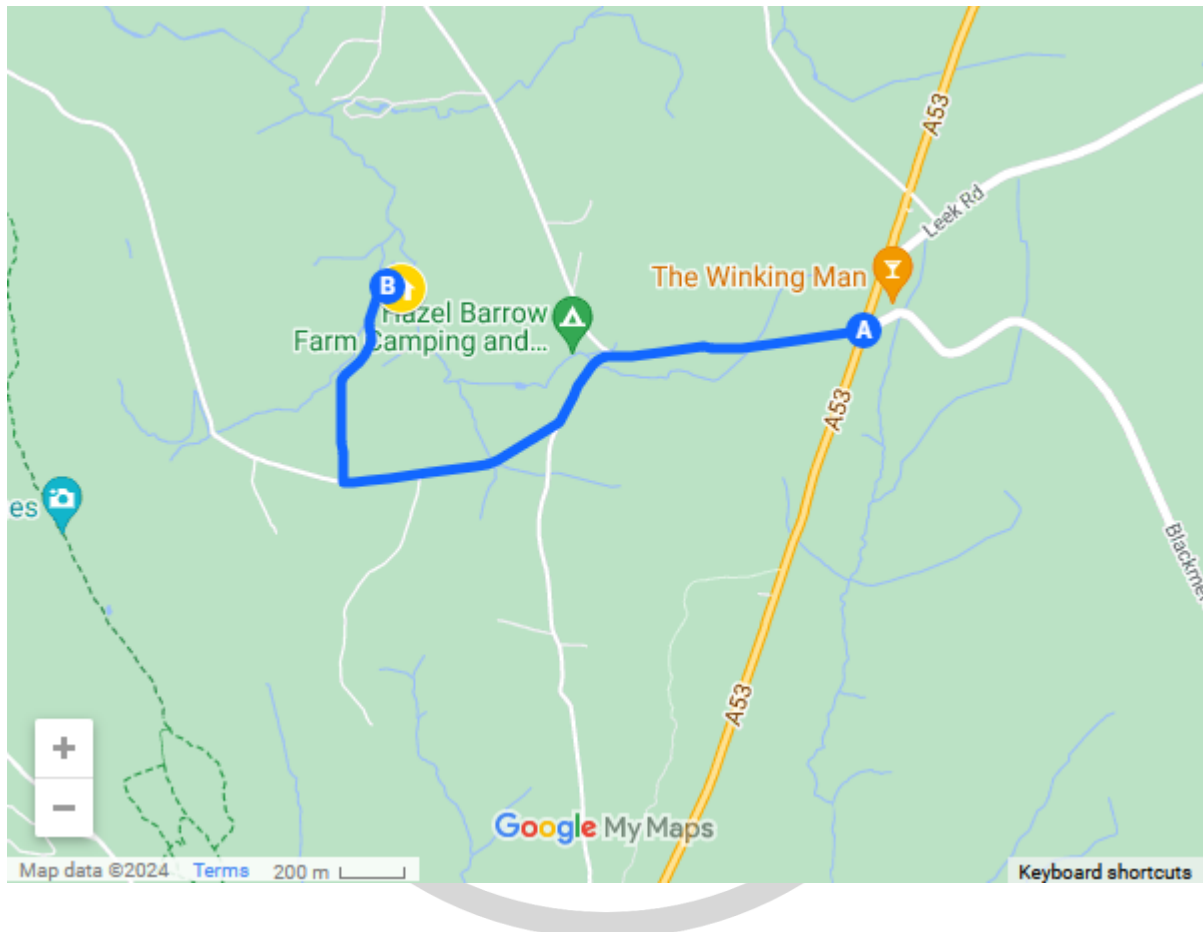 A53
Leek Rd
The Winking Man
B
Hazel Barrow
Farm Camping and...
A
A53
es
Blackmer
A53
Google My Maps
Map data ©2024 Terms 200 m
Keyboard shortcuts